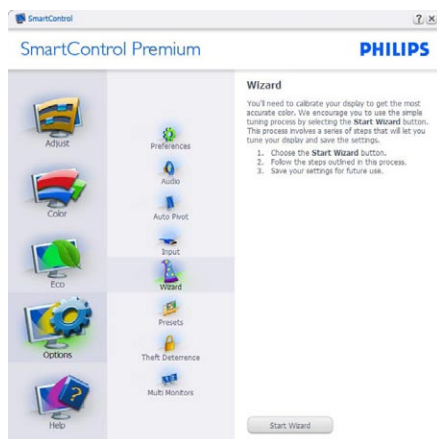 SmartControl
? ×
SmartControl Premium
PHILIPS
Adjust
Color
Eco
Options
Help
Preferences
Audio
Auto Pivot
Input
Wizard
Presets
Theft Deterrence
Multi Monitors
Wizard
You'll need to calibrate your display to get the most
accurate color. We encourage you to use the simple
tuning process by selecting the Start Wizard button.
This process involves a series of steps that will let you
tune your display and save the settings.
1. Choose the Start Wizard button.
2. Follow the steps outlined in this process.
3. Save your settings for future use.
Start Wizard